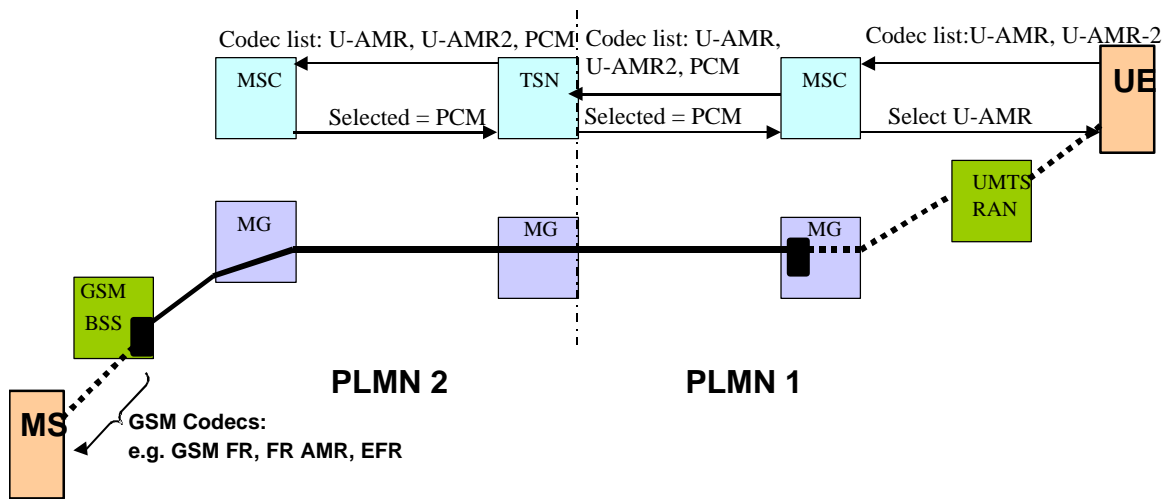 Codec list: U-AMR, U-AMR2, PCM
Codec list: U-AMR,
U-AMR2, PCM
Codec list:U-AMR, U-AMR-2
MSC
TSN
MSC
UE
Selected = PCM
Selected = PCM
Select U-AMR
UMTS
RAN
MG
MG
MG
GSM
BSS
PLMN 2
PLMN 1
MS
GSM Codecs:
e.g. GSM FR, FR AMR, EFR